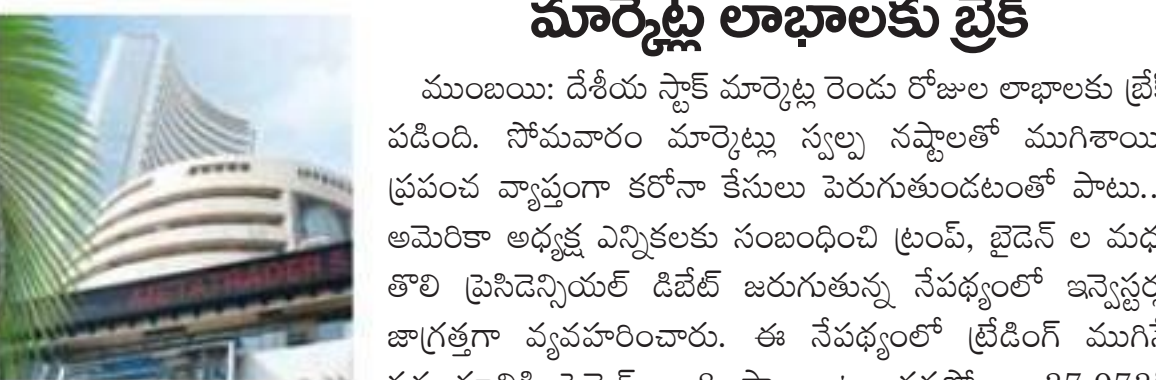 మార్కెట్ల లాభాలకు బ్రేక్
ముంబయి: దేశీయ స్టాక్ మార్కెట్ల రెండు రోజుల లాభాలకు బ్రేక్
పడింది. సోమవారం మార్కెట్లు స్వల్ప నష్టాలతో ముగిశాయి
ప్రపంచ వ్యాప్తంగా కరోనా కేసులు పెరుగుతుండటంతో పాటు..
అమెరికా అధ్యక్ష ఎన్నికలకు సంబంధించి ట్రంప్, బైడెన్ ల మధ
తొలి ప్రెసిడెన్సియల్ డిబేట్ జరుగుతున్న నేపథ్యంలో ఇన్వెస్టర్ల
జాగ్రత్తగా వ్యవహరించారు. ఈ నేపథ్యంలో ట్రేడింగ్ ముగిసే